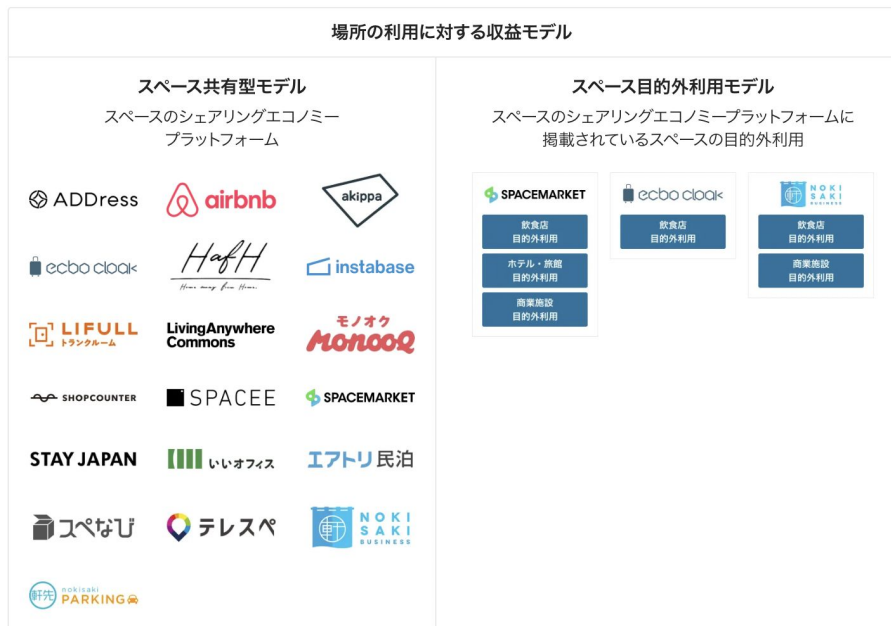 場所の利用に対する収益モデル
スペース共有型モデル
スペースのシェアリングエコノミー
プラットフォーム
ADDress
airbnb
akippa
ecbo cloak
HafH
Home away from Home.
instabase
LIFULL
トランクルーム
LivingAnywhere
Commons
モノオク
MonooQ
SHOPCOUNTER
SPACEE
SPACEMARKET
STAY JAPAN
いいオフィス
エアトリ民泊
スペなび
テレスペ
軒
NOKI
SAKI
BUSINESS
軒先
nokisaki
PARKING
スペース目的外利用モデル
スペースのシェアリングエコノミープラットフォームに
掲載されているスペースの目的外利用
SPACEMARKET
飲食店
目的外利用
ホテル・旅館
目的外利用
商業施設
目的外利用
ecbo cloak
飲食店
目的外利用
軒
NOKI
SAKI
BUSINESS
飲食店
目的外利用
商業施設
目的外利用